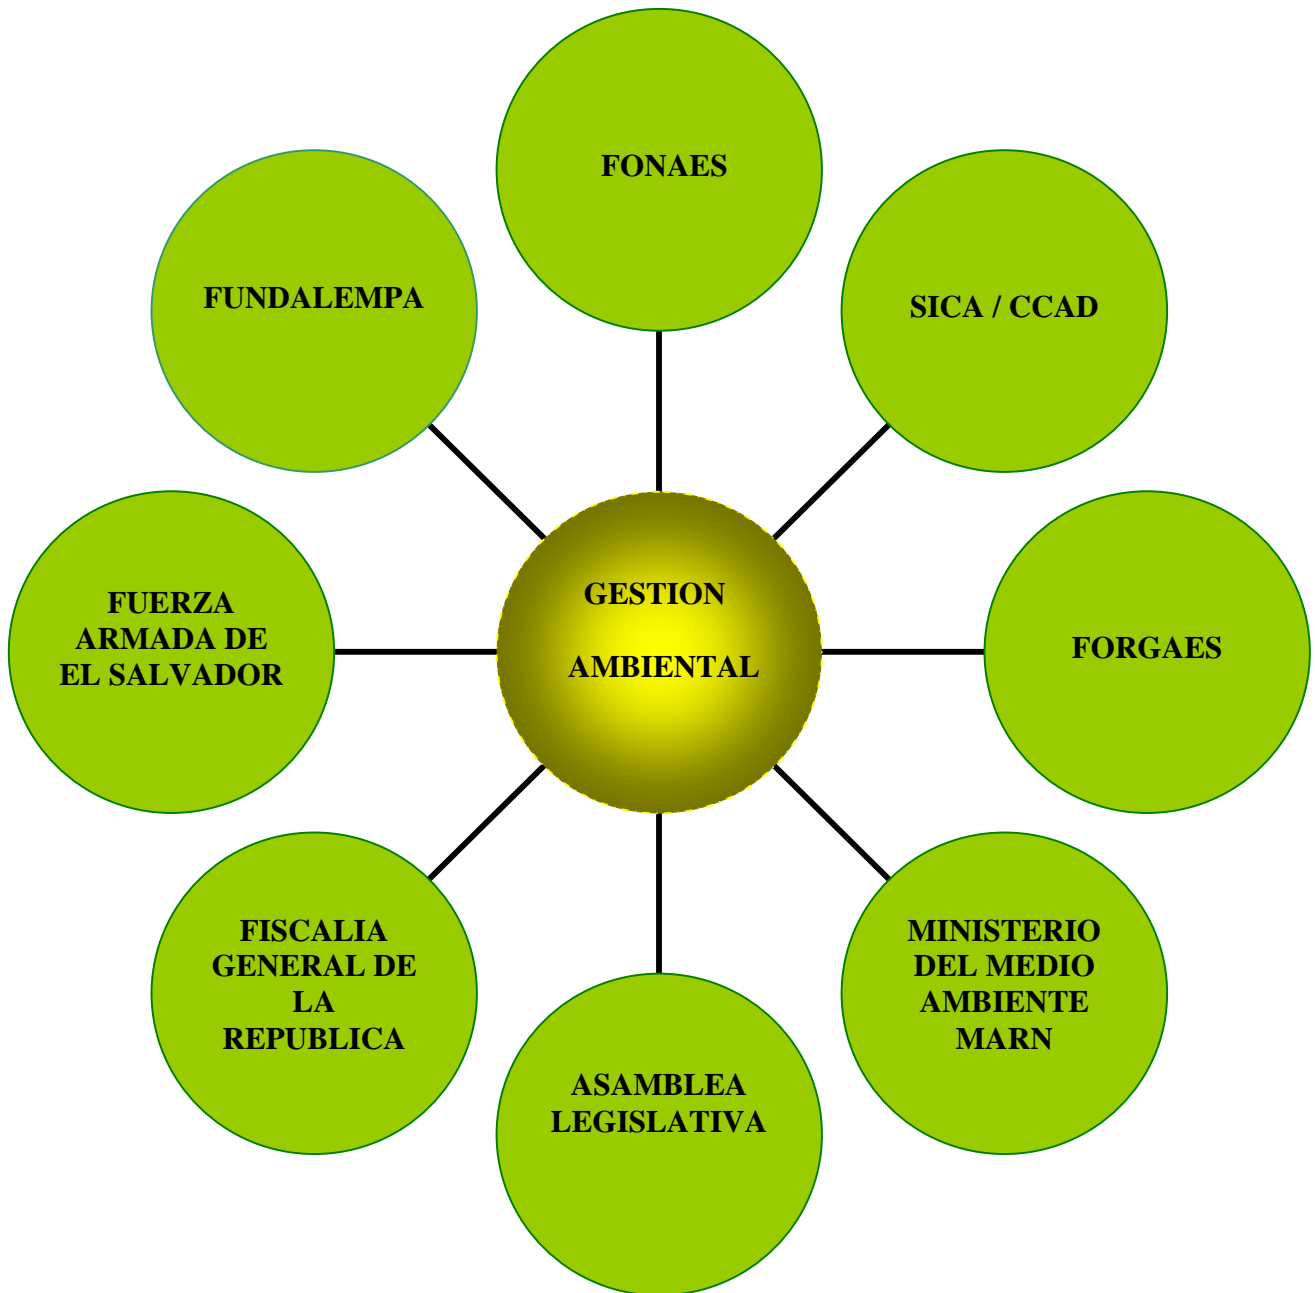 FONAES
FUNDALEMPA
SICA / CCAD
GESTION
AMBIENTAL
FUERZA
ARMADA DE
EL SALVADOR
FORGAES
FISCALIA
GENERAL DE
LA
REPUBLICA
MINISTERIO
DEL MEDIO
AMBIENTE
MARN
ASAMBLEA
LEGISLATIVA